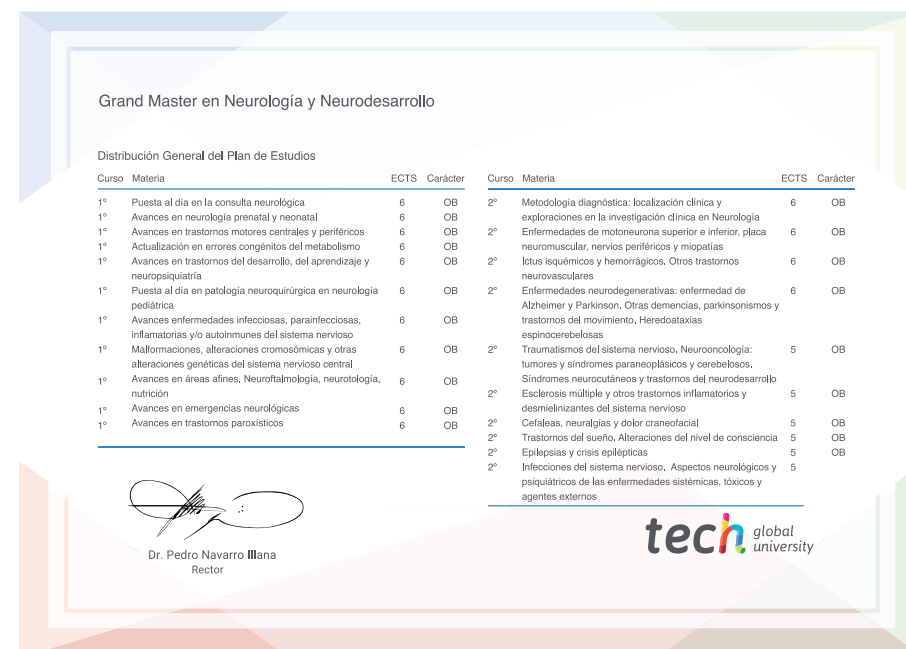 Grand Master en Neurología y Neurodesarrollo
Distribución General del Plan de Estudios
Curso Materia ECTS Carácter
1º Puesta al día en la consulta neurológica 6 OB
1º Avances en neurología prenatal y neonatal 6 OB
1º Avances en trastornos motores centrales y periféricos 6 OB
1º Actualización en errores congénitos del metabolismo 6 OB
1º Avances en trastornos del desarrollo, del aprendizaje y 6 OB
neuropsiquiatría
1º Puesta al día en patología neuroquirúrgica en neurología 6 OB
pediátrica
1º Avances enfermedades infecciosas, parainfecciosas, 6 OB
inflamatorias y/o autoinmunes del sistema nervioso
1º Malformaciones, alteraciones cromosómicas y otras 6 OB
alteraciones genéticas del sistema nervioso central
1º Avances en áreas afines, Neuroftalmología, neurotología, 6 OB
nutrición
1º Avances en emergencias neurológicas 6 OB
1º Avances en trastornos paroxísticos 6 OB
Curso Materia ECTS Carácter
2º Metodología diagnóstica: localización clínica y 6 OB
exploraciones en la investigación clínica en Neurología
2º Enfermedades de motoneurona superior e inferior, placa 6 OB
neuromuscular, nervios periféricos y miopatías
2º Ictus isquémicos y hemorrágicos. Otros trastornos 6 OB
neurovasculares
2º Enfermedades neurodegenerativas: enfermedad de 6 OB
Alzheimer y Parkinson. Otras demencias, parkinsonismos y
trastornos del movimiento. Heredoataxias
espinocerebelosas
2º Traumatismos del sistema nervioso. Neurooncología: 5 OB
tumores y síndromes paraneoplásicos y cerebelosos.
Síndromes neurocutáneos y trastornos del neurodesarrollo
2º Esclerosis múltiple y otros trastornos inflamatorios y 5 OB
desmielinizantes del sistema nervioso
2º Cefaleas, neuralgias y dolor craneofacial 5 OB
2º Trastornos del sueño. Alteraciones del nivel de consciencia 5 OB
2º Epilepsias y crisis epilépticas 5 OB
2º Infecciones del sistema nervioso. Aspectos neurológicos y 5
psiquiátricos de las enfermedades sistémicas, tóxicos y
agentes externos
Dr. Pedro Navarro Illana
Rector
tech global
university